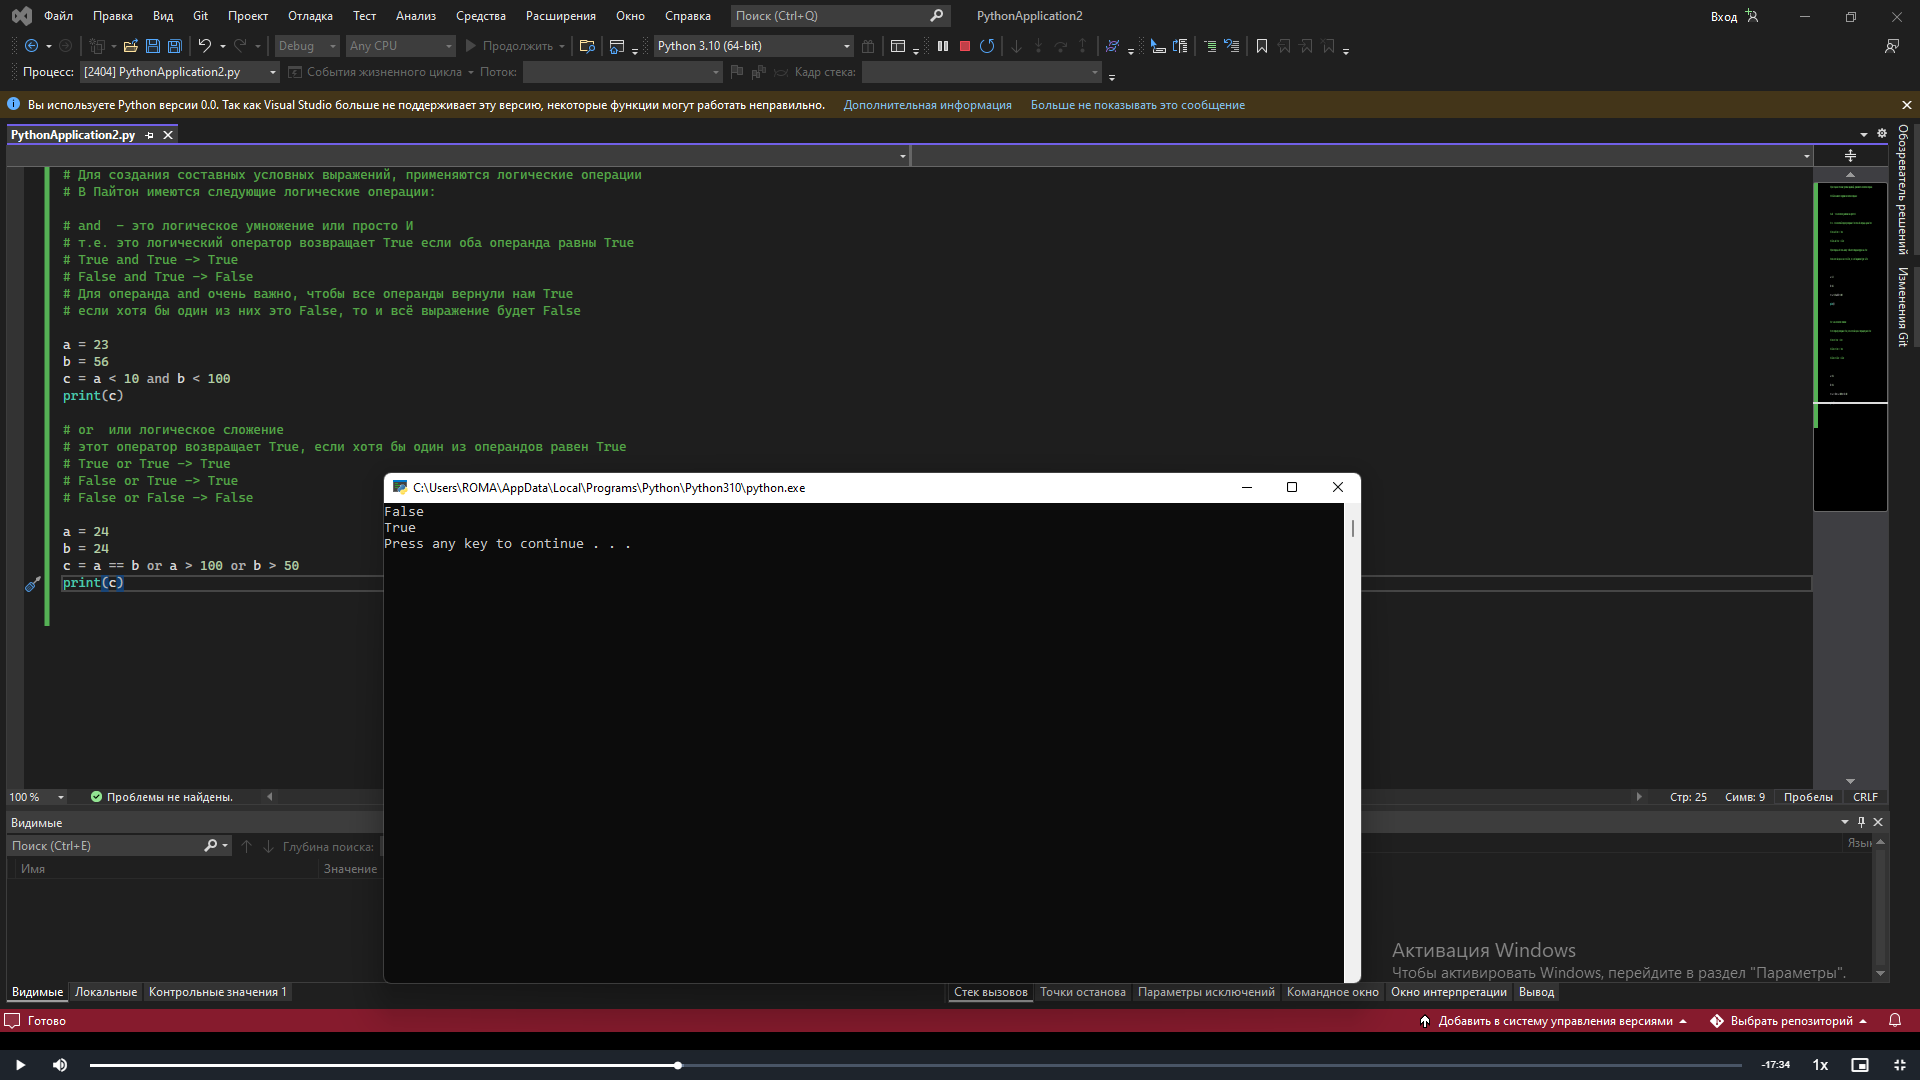 Файл Правка Вид Git Проект Отладка Тест Анализ Средства Расширения Окно Справка Поиск (Ctrl+Q) PythonApplication2 Вход
Debug Any CPU Продолжить Python 3.10 (64-bit)
Процесс: [2404] PythonApplication2.py События жизненного цикла Поток: Кадр стека:
Вы используете Python версии 0.0. Так как Visual Studio больше не поддерживает эту версию, некоторые функции могут работать неправильно. Дополнительная информация Больше не показывать это сообщение
PythonApplication2.py
# Для создания составных условных выражений, применяются логические операции
# В Пайтон имеются следующие логические операции:
# and - это логическое умножение или просто И
# т.е. это логический оператор возвращает True если оба операнда равны True
# True and True -> True
# False and True -> False
# Для операнда and очень важно, чтобы все операнды вернули нам True
# если хотя бы один из них это False, то и всё выражение будет False
a = 23
b = 56
c = a < 10 and b < 100
print(c)
# or или логическое сложение
# этот оператор возвращает True, если хотя бы один из операндов равен True
# True or True -> True
# False or True -> True
# False or False -> False
a = 24
b = 24
c = a == b or a > 100 or b > 50
print(c)
C:\Users\ROMA\AppData\Local\Programs\Python\Python310\python.exe
False
True
Press any key to continue . . .
Обозреватель решений
Изменения Git
100 % Проблемы не найдены. Стр: 25 Симв: 9 Пробелы CRLF
Видимые
Поиск (Ctrl+E) Глубина поиска:
Имя Значение
Язык
Активация Windows
Чтобы активировать Windows, перейдите в раздел "Параметры".
Видимые Локальные Контрольные значения 1 Стек вызовов Точки останова Параметры исключений Командное окно Окно интерпретации Вывод
Готово Добавить в систему управления версиями Выбрать репозиторий
-17:34 1x